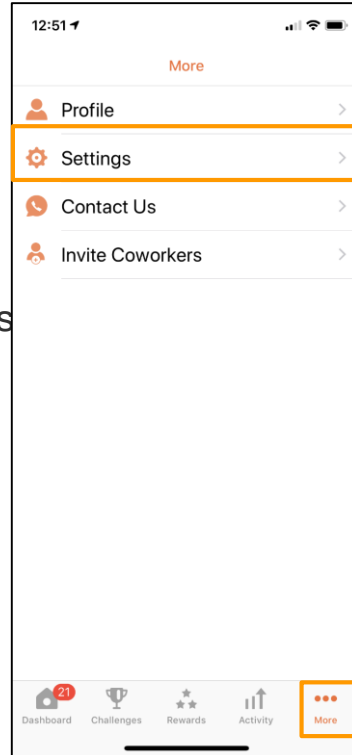 12:51
More
Profile
Settings
Contact Us
Invite Coworkers
s
21
Dashboard Challenges Rewards Activity More